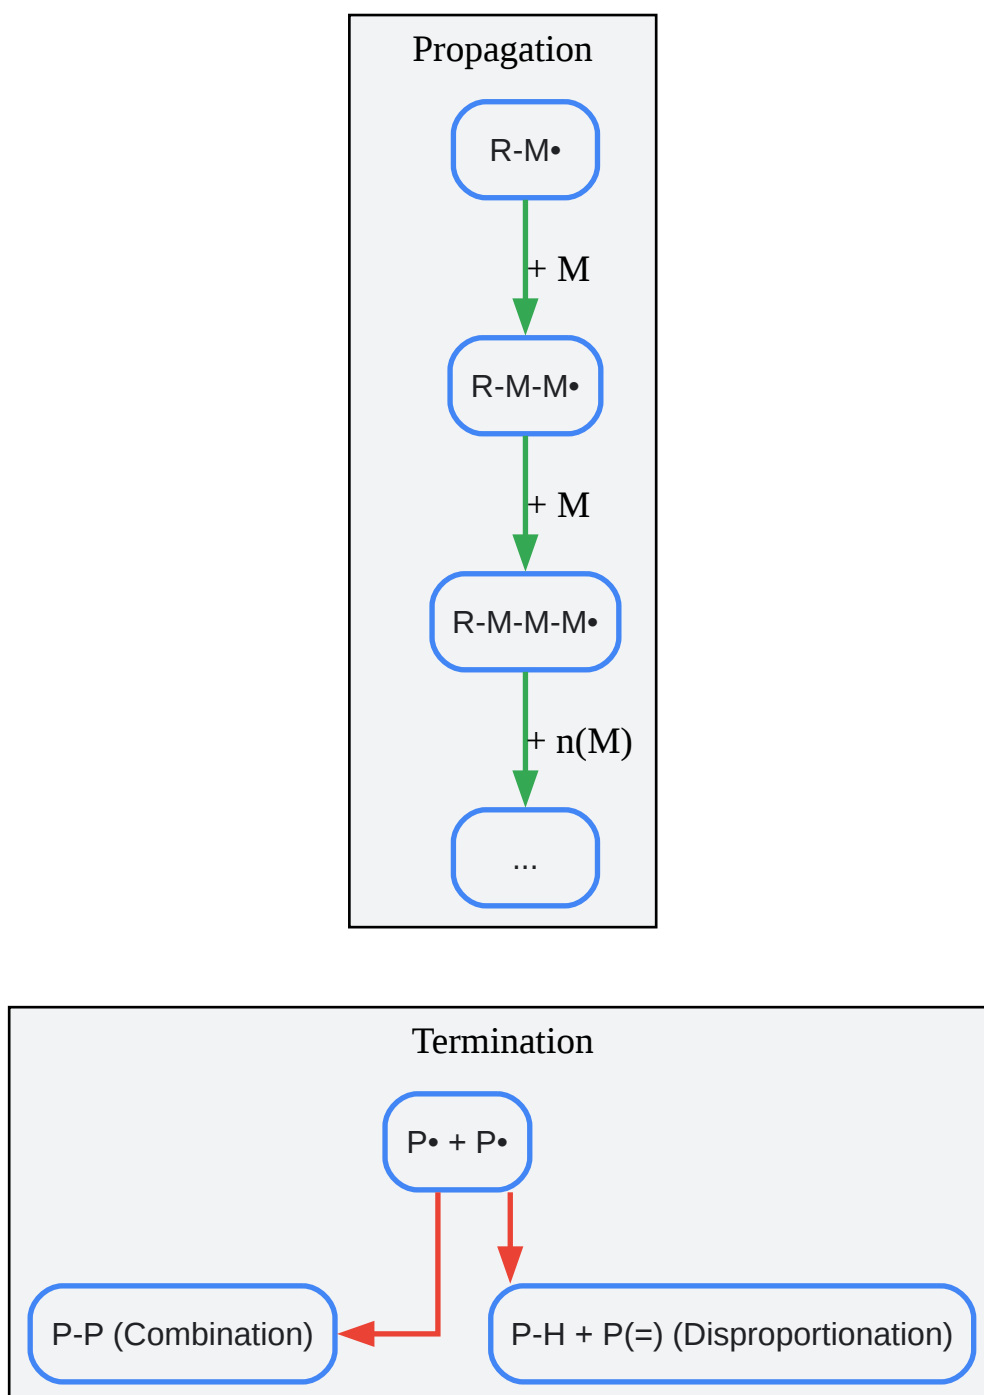 Propagation
R-M•
+ M
R-M-M•
+ M
R-M-M-M•
+ n(M)
...
Termination
P• + P•
P-P (Combination)
P-H + P(=) (Disproportionation)